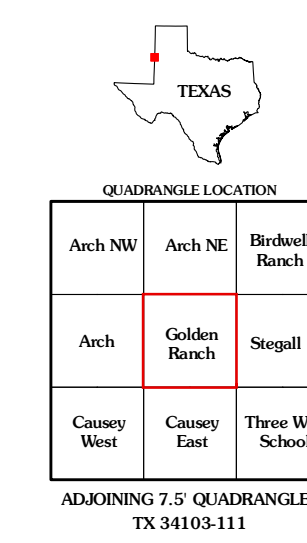 TEXAS
QUADRANGLE LOCATION
Arch NW
Arch NE
Birdwell
Ranch
Arch
Golden
Ranch
Stegall
Causey
West
Causey
East
Three W
School
ADJOINING 7.5' QUADRANGLE
TX 34103-111